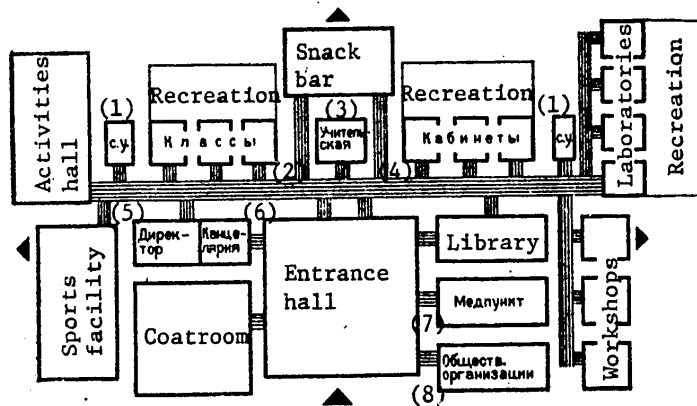 Snack
bar
Activities
hall
(1)
с.у.
Recreation
Классы
(2)
(3)
Учитель-
ская
Recreation
Кабинеты
(4)
(1)
с.у.
Laboratories
Recreation
(5)
Дирек-
тор
(6)
Канце-
лярия
Sports
facility
Coatroom
Entrance
hall
Library
Медпункт
(7)
Обществ.
организации
(8)
Workshops